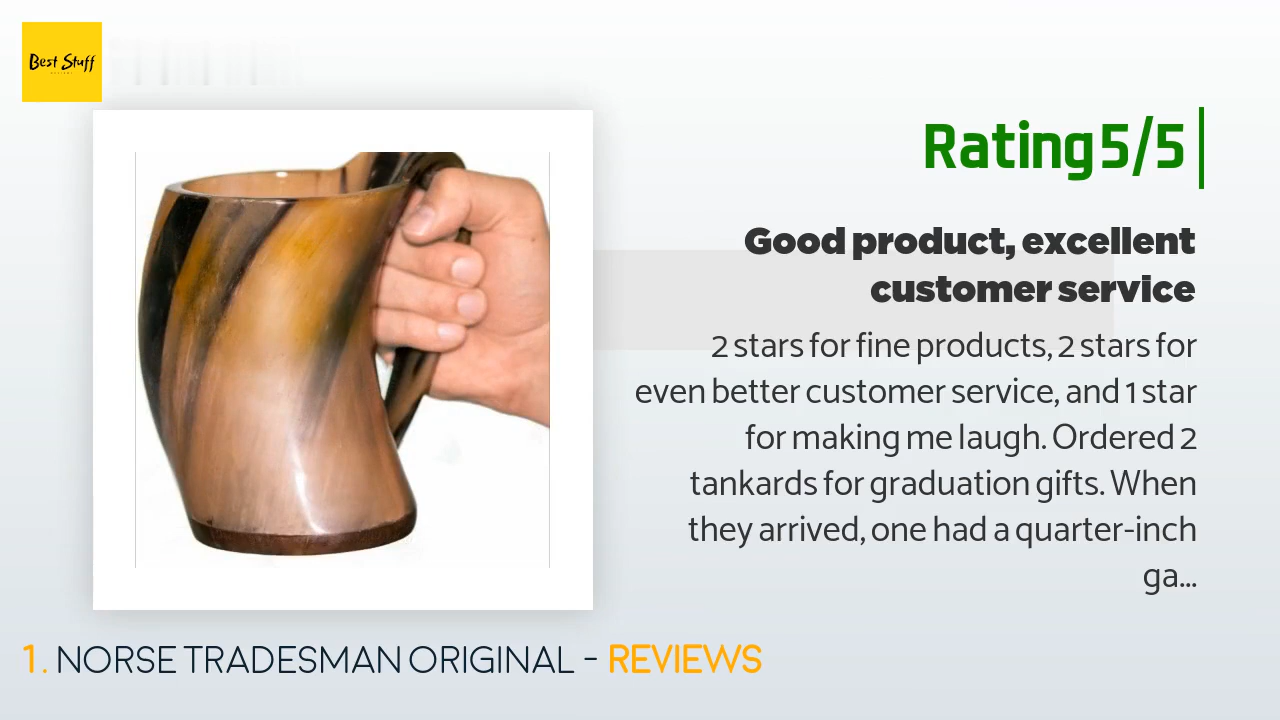 Best Stuff
Rating 5/5
Good product, excellent
customer service
2 stars for fine products, 2 stars for
even better customer service, and 1 star
for making me laugh. Ordered 2
tankards for graduation gifts. When
they arrived, one had a quarter-inch
ga...
1. NORSE TRADESMAN ORIGINAL - REVIEWS